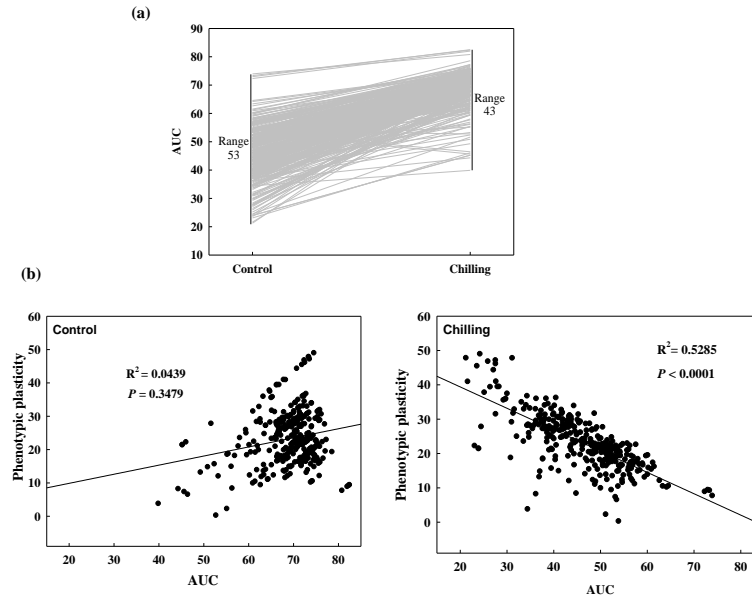 (a)
90
80
70
60
50
40
30
20
10
AUC
Range
53
Range
43
Control
Chilling
(b)
60
50
40
30
20
10
0
Phenotypic plasticity
Control
R² = 0.0439
P = 0.3479
20 30 40 50 60 70 80
AUC
60
50
40
30
20
10
0
Phenotypic plasticity
Chilling
R² = 0.5285
P < 0.0001
20 30 40 50 60 70 80
AUC